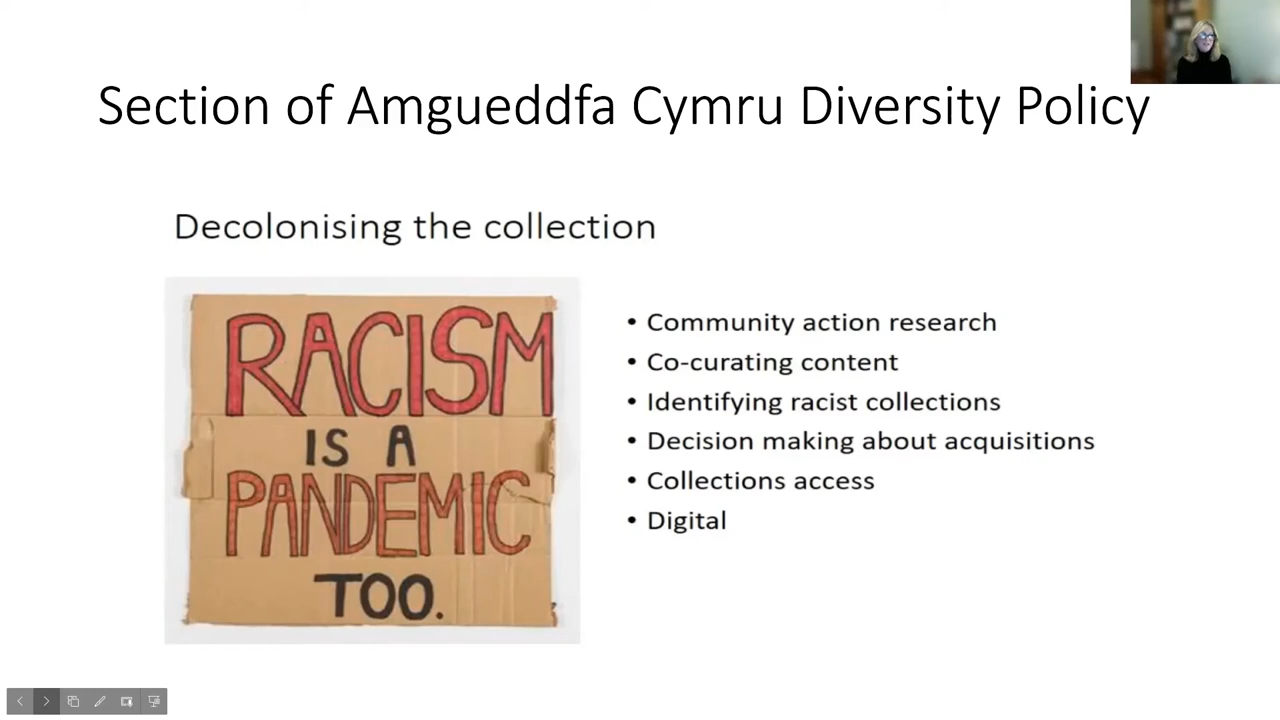 Section of Amgueddfa Cymru Diversity Policy
Decolonising the collection
RACISM
IS A
PANDEMIC
TOO.
• Community action research
• Co-curating content
• Identifying racist collections
• Decision making about acquisitions
• Collections access
• Digital